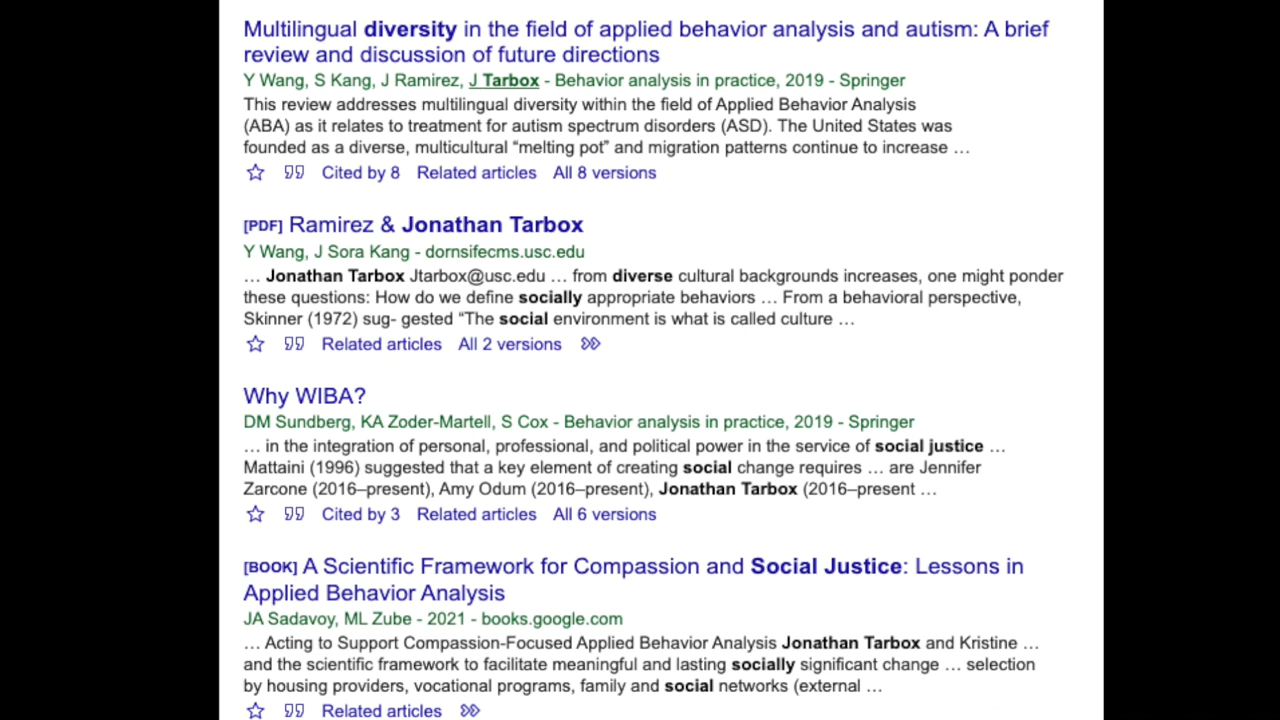 Multilingual diversity in the field of applied behavior analysis and autism: A brief
review and discussion of future directions
Y Wang, S Kang, J Ramirez, J Tarbox - Behavior analysis in practice, 2019 - Springer
This review addresses multilingual diversity within the field of Applied Behavior Analysis
(ABA) as it relates to treatment for autism spectrum disorders (ASD). The United States was
founded as a diverse, multicultural “melting pot” and migration patterns continue to increase …
Cited by 8 Related articles All 8 versions
[PDF] Ramirez & Jonathan Tarbox
Y Wang, J Sora Kang - dornsifecms.usc.edu
… Jonathan Tarbox Jtarbox@usc.edu … from diverse cultural backgrounds increases, one might ponder
these questions: How do we define socially appropriate behaviors … From a behavioral perspective,
Skinner (1972) sug- gested “The social environment is what is called culture …
Related articles All 2 versions
Why WIBA?
DM Sundberg, KA Zoder-Martell, S Cox - Behavior analysis in practice, 2019 - Springer
… in the integration of personal, professional, and political power in the service of social justice …
Mattaini (1996) suggested that a key element of creating social change requires … are Jennifer
Zarcone (2016–present), Amy Odum (2016–present), Jonathan Tarbox (2016–present …
Cited by 3 Related articles All 6 versions
[BOOK] A Scientific Framework for Compassion and Social Justice: Lessons in
Applied Behavior Analysis
JA Sadavoy, ML Zube - 2021 - books.google.com
… Acting to Support Compassion-Focused Applied Behavior Analysis Jonathan Tarbox and Kristine …
and the scientific framework to facilitate meaningful and lasting socially significant change … selection
by housing providers, vocational programs, family and social networks (external …
Related articles